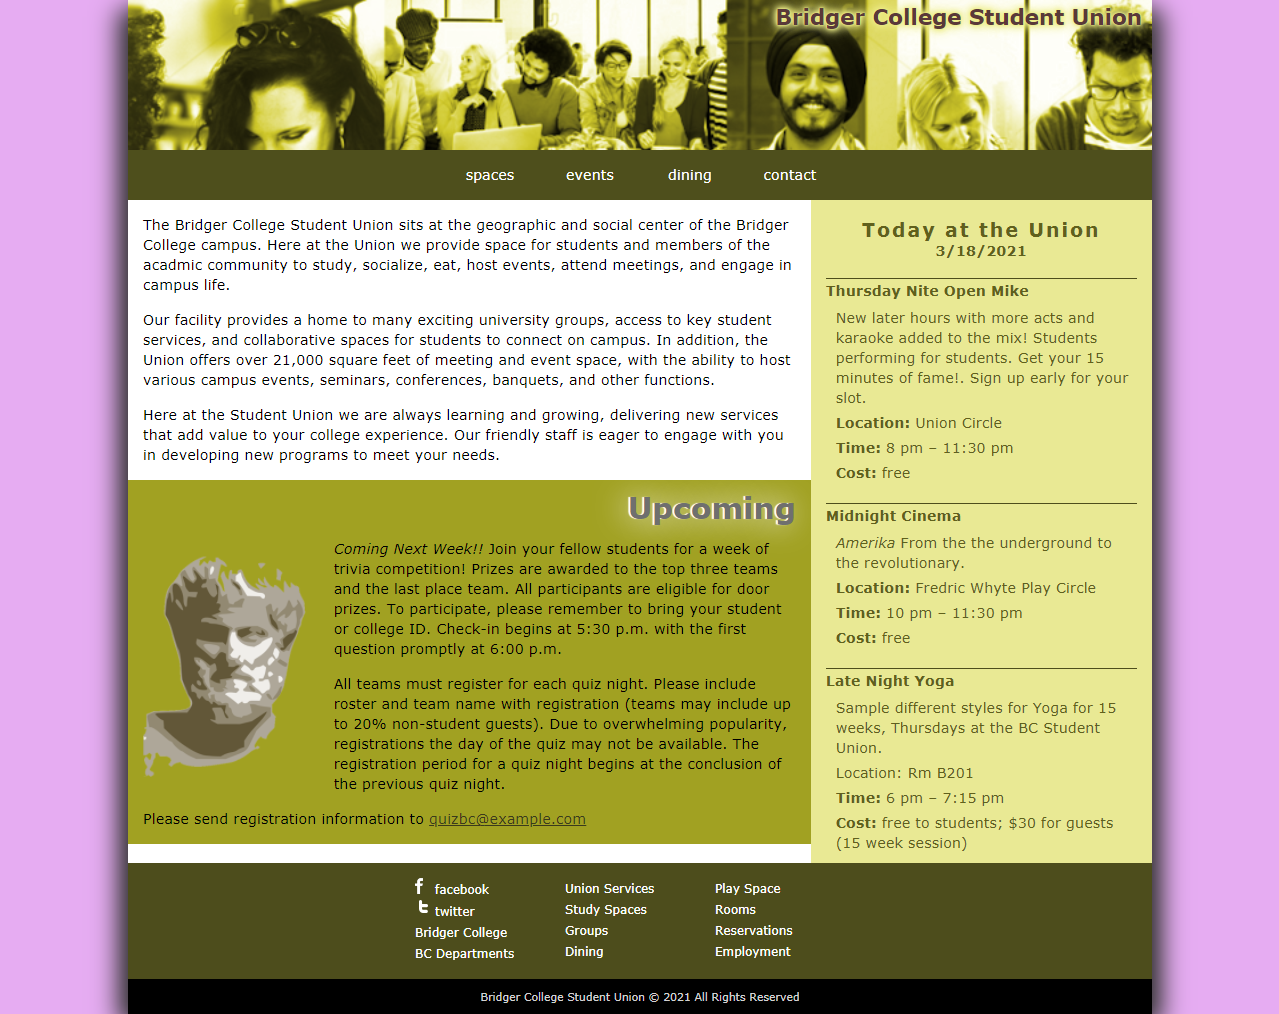 Bridger College Student Union
spaces events dining contact
The Bridger College Student Union sits at the geographic and social center of the Bridger
College campus. Here at the Union we provide space for students and members of the
acadmic community to study, socialize, eat, host events, attend meetings, and engage in
campus life.
Our facility provides a home to many exciting university groups, access to key student
services, and collaborative spaces for students to connect on campus. In addition, the
Union offers over 21,000 square feet of meeting and event space, with the ability to host
various campus events, seminars, conferences, banquets, and other functions.
Here at the Student Union we are always learning and growing, delivering new services
that add value to your college experience. Our friendly staff is eager to engage with you
in developing new programs to meet your needs.
Upcoming
Coming Next Week!! Join your fellow students for a week of
trivia competition! Prizes are awarded to the top three teams
and the last place team. All participants are eligible for door
prizes. To participate, please remember to bring your student
or college ID. Check-in begins at 5:30 p.m. with the first
question promptly at 6:00 p.m.
All teams must register for each quiz night. Please include
roster and team name with registration (teams may include up
to 20% non-student guests). Due to overwhelming popularity,
registrations the day of the quiz may not be available. The
registration period for a quiz night begins at the conclusion of
the previous quiz night.
Please send registration information to quizbc@example.com
Today at the Union
3/18/2021
Thursday Nite Open Mike
New later hours with more acts and
karaoke added to the mix! Students
performing for students. Get your 15
minutes of fame!. Sign up early for your
slot.
Location: Union Circle
Time: 8 pm – 11:30 pm
Cost: free
Midnight Cinema
Amerika From the the underground to
the revolutionary.
Location: Fredric Whyte Play Circle
Time: 10 pm – 11:30 pm
Cost: free
Late Night Yoga
Sample different styles for Yoga for 15
weeks, Thursdays at the BC Student
Union.
Location: Rm B201
Time: 6 pm – 7:15 pm
Cost: free to students; $30 for guests
(15 week session)
facebook
twitter
Bridger College
BC Departments
Union Services
Study Spaces
Groups
Dining
Play Space
Rooms
Reservations
Employment
Bridger College Student Union © 2021 All Rights Reserved